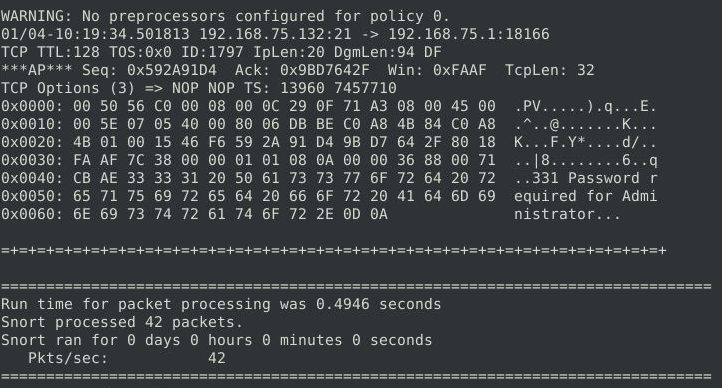 WARNING: No preprocessors configured for policy 0.
01/04-10:19:34.501813 192.168.75.132:21 -> 192.168.75.1:18166
TCP TTL:128 TOS:0x0 ID:1797 IpLen:20 DgmLen:94 DF
***AP*** Seq: 0x592A91D4  Ack: 0x9BD7642F  Win: 0xFAAF  TcpLen: 32
TCP Options (3) => NOP NOP TS: 13960 7457710
0x0000: 00 50 56 C0 00 08 00 0C 29 0F 71 A3 08 00 45 00  .PV.....).q...E.
0x0010: 00 5E 07 05 40 00 80 06 DB BE C0 A8 4B 84 C0 A8  .^..@.......K...
0x0020: 4B 01 00 15 46 F6 59 2A 91 D4 9B D7 64 2F 80 18  K...F.Y*....d/..
0x0030: FA AF 7C 38 00 00 01 01 08 0A 00 00 36 88 00 71  ..|8........6..q
0x0040: CB AE 33 33 31 20 50 61 73 73 77 6F 72 64 20 72  ..331 Password r
0x0050: 65 71 75 69 72 65 64 20 66 6F 72 20 41 64 6D 69  equired for Admi
0x0060: 6E 69 73 74 72 61 74 6F 72 2E 0D 0A              nistrator...
=+=+=+=+=+=+=+=+=+=+=+=+=+=+=+=+=+=+=+=+=+=+=+=+=+=+=+=+=+=+=+=+=+=+=+=+=+
===============================================================================
Run time for packet processing was 0.4946 seconds
Snort processed 42 packets.
Snort ran for 0 days 0 hours 0 minutes 0 seconds
   Pkts/sec:           42
===============================================================================